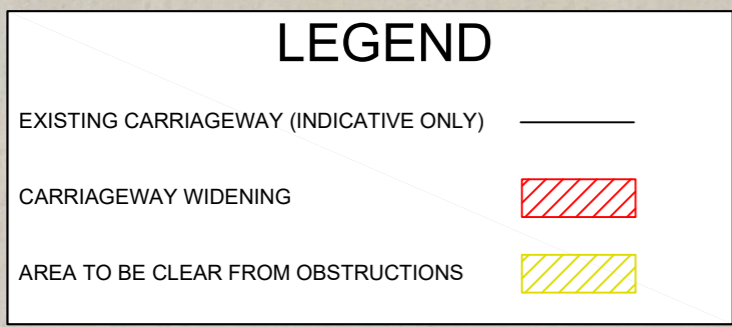 LEGEND
EXISTING CARRIAGEWAY (INDICATIVE ONLY)
CARRIAGEWAY WIDENING
AREA TO BE CLEAR FROM OBSTRUCTIONS